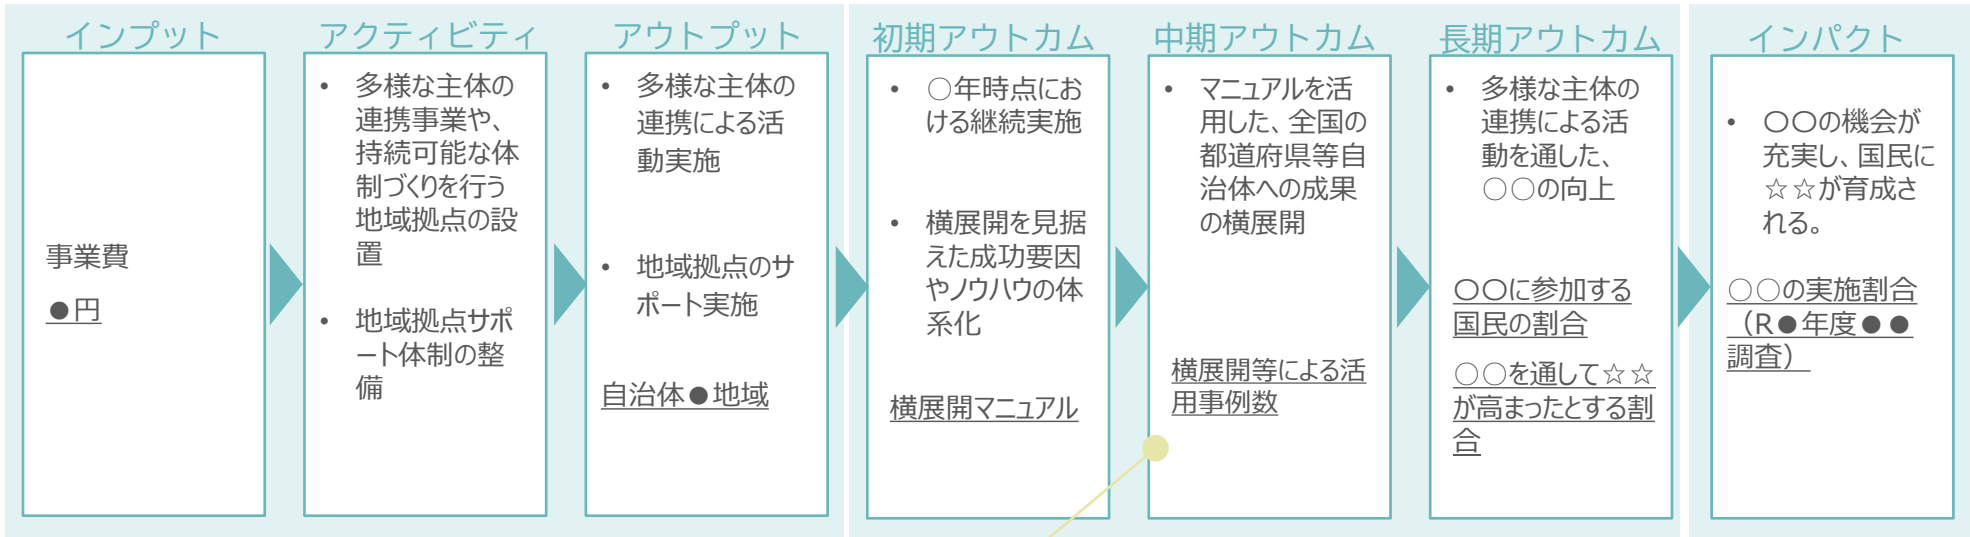 インプット
事業費
●円
アクティビティ
• 多様な主体の
連携事業や、
持続可能な体
制づくりを行う
地域拠点の設
置
• 地域拠点サポ
ート体制の整
備
アウトプット
• 多様な主体の
連携による活
動実施
• 地域拠点のサ
ポート実施
自治体●地域
初期アウトカム
• ○年時点にお
ける継続実施
• 横展開を見据
えた成功要因
やノウハウの体
系化
横展開マニュアル
中期アウトカム
• マニュアルを活
用した、全国の
都道府県等自
治体への成果
の横展開
横展開等による活
用事例数
長期アウトカム
• 多様な主体の
連携による活
動を通した、
○○の向上
〇〇に参加する
国民の割合
○○を通して☆☆
が高まったとする割
合
インパクト
• 〇〇の機会が
充実し、国民に
☆☆が育成さ
れる。
○○の実施割合
（R●年度●●
調査）